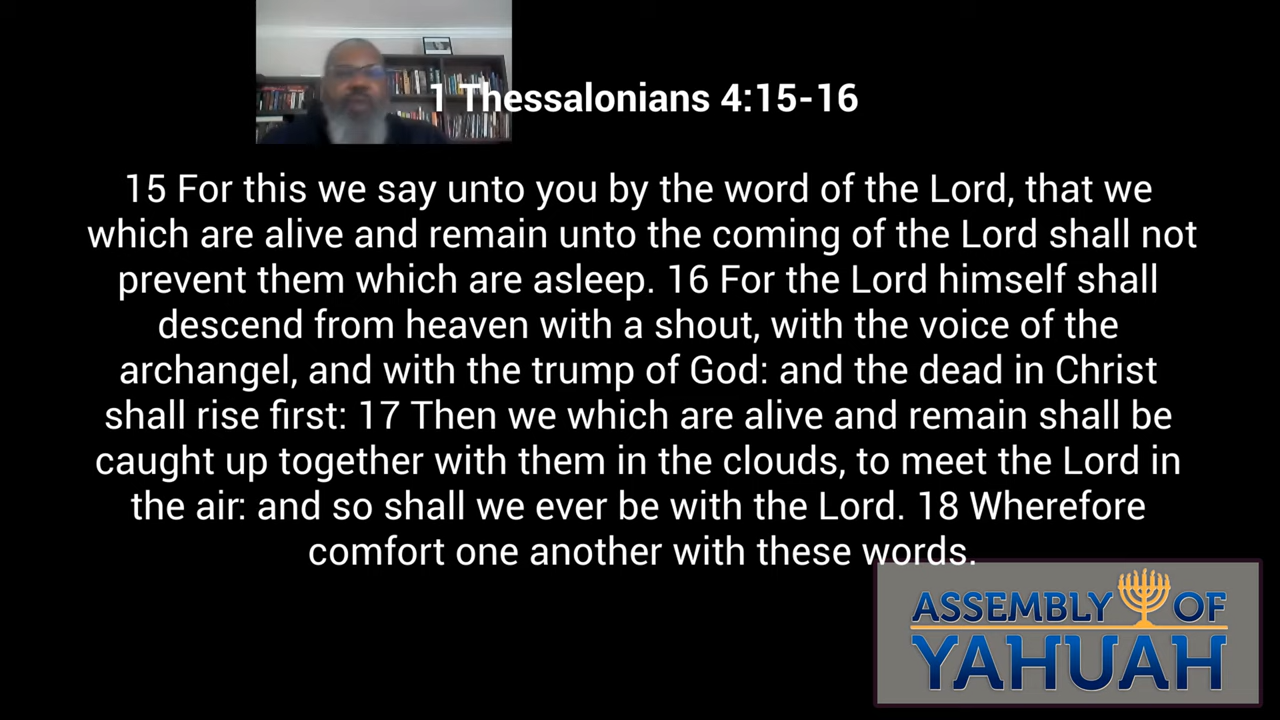 1 Thessalonians 4:15-16
15 For this we say unto you by the word of the Lord, that we
which are alive and remain unto the coming of the Lord shall not
prevent them which are asleep. 16 For the Lord himself shall
descend from heaven with a shout, with the voice of the
archangel, and with the trump of God: and the dead in Christ
shall rise first: 17 Then we which are alive and remain shall be
caught up together with them in the clouds, to meet the Lord in
the air: and so shall we ever be with the Lord. 18 Wherefore
comfort one another with these words.
ASSEMBLY OF
YAHUAH